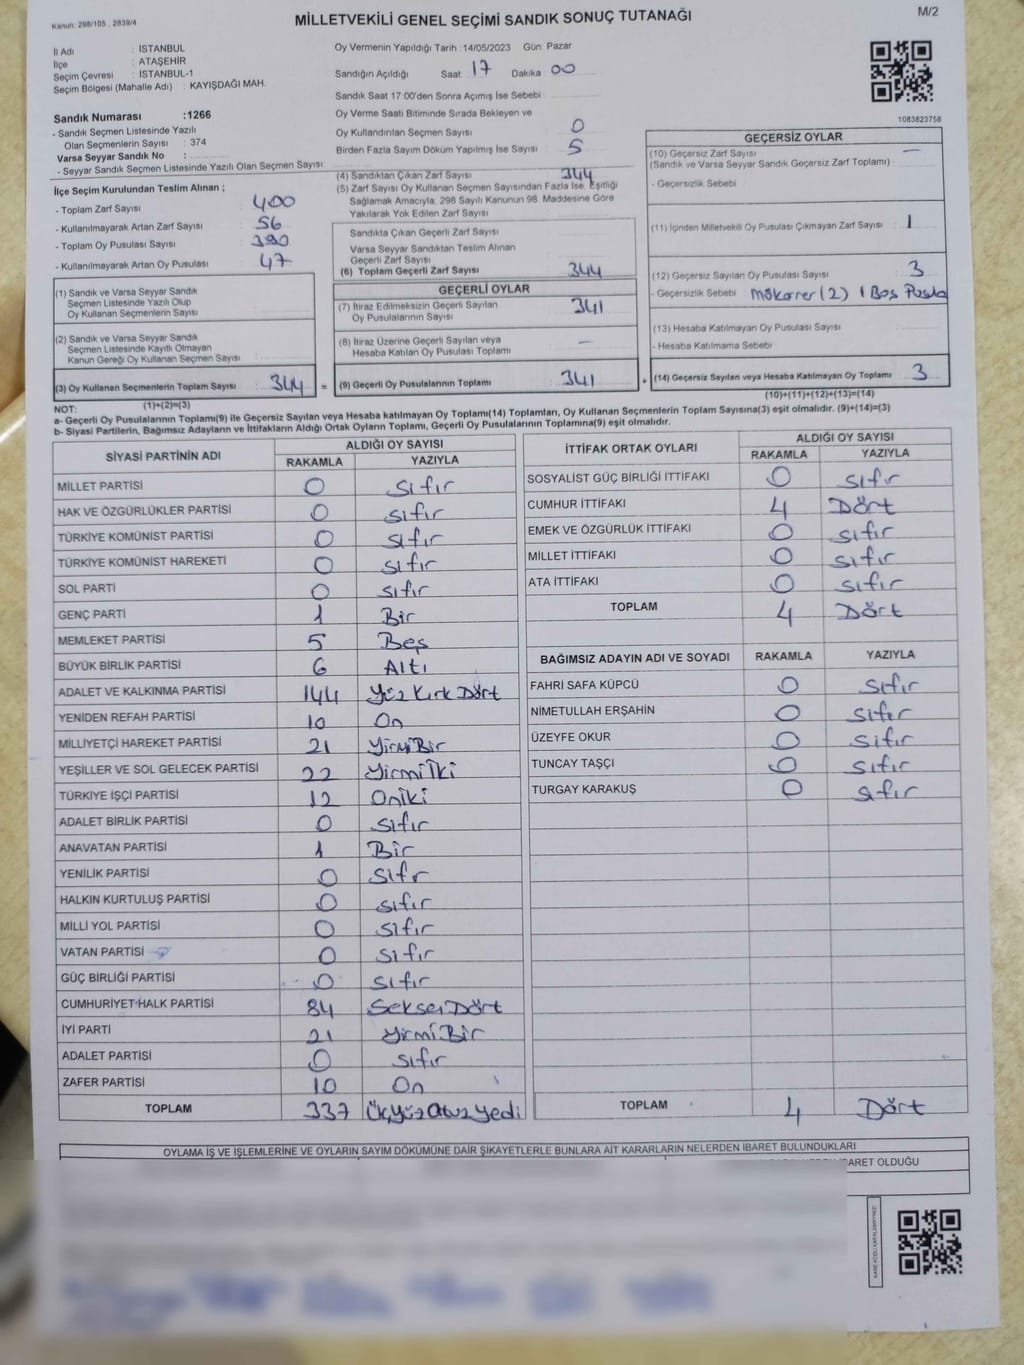 Kanun: 298/105 , 2839/4
MİLLETVEKİLİ GENEL SEÇİMİ SANDIK SONUÇ TUTANAĞI
M/2
İl Adı : İSTANBUL
İlçe : ATAŞEHİR
Seçim Çevresi : İSTANBUL-1
Seçim Bölgesi (Mahalle Adı) : KAYIŞDAĞI MAH.
Sandık Numarası :1266
- Sandık Seçmen Listesinde Yazılı
Olan Seçmenlerin Sayısı : 374
Varsa Seyyar Sandık No :
- Seyyar Sandık Seçmen Listesinde Yazılı Olan Seçmen Sayısı
İlçe Seçim Kurulundan Teslim Alınan ;
- Toplam Zarf Sayısı 400
- Kullanılmayarak Artan Zarf Sayısı 56
- Toplam Oy Pusulası Sayısı 390
- Kullanılmayarak Artan Oy Pusulası 47
(1) Sandık ve Varsa Seyyar Sandık
Seçmen Listesinde Yazılı Olup
Oy Kullanan Seçmenlerin Sayısı
(2) Sandık ve Varsa Seyyar Sandık
Seçmen Listesinde Kayıtlı Olmayan
Kanun Gereği Oy Kullanan Seçmen Sayısı
(3) Oy Kullanan Seçmenlerin Toplam Sayısı 344 =
(1)+(2)=(3)
Oy Vermenin Yapıldığı Tarih :14/05/2023 Gün: Pazar
Sandığın Açıldığı Saat 17 Dakika 00
Sandık Saat 17:00'den Sonra Açımış İse Sebebi
Oy Verme Saati Bitiminde Sırada Bekleyen ve
Oy Kullandırılan Seçmen Sayısı 0
Birden Fazla Sayım Döküm Yapılmış İse Sayısı 5
(4) Sandıktan Çıkan Zarf Sayısı 344
(5) Zarf Sayısı Oy Kullanan Seçmen Sayısından Fazla İse, Eşitliği
Sağlamak Amacıyla, 298 Sayılı Kanunun 98. Maddesine Göre
Yakılarak Yok Edilen Zarf Sayısı
Sandıkta Çıkan Geçerli Zarf Sayısı
Varsa Seyyar Sandıktan Teslim Alınan
Geçerli Zarf Sayısı
(6) Toplam Geçerli Zarf Sayısı 344
GEÇERLİ OYLAR
(7) İtiraz Edilmeksizin Geçerli Sayılan
Oy Pusulalarının Sayısı 341
(8) İtiraz Üzerine Geçerli Sayılan veya
Hesaba Katılan Oy Pusulası Toplamı —
(9) Geçerli Oy Pusulalarının Toplamı 341 +
1083823758
GEÇERSİZ OYLAR
(10) Geçersiz Zarf Sayısı —
(Sandık ve Varsa Seyyar Sandık Geçersiz Zarf Toplamı)
- Geçersizlik Sebebi
(11) İçinden Milletvekili Oy Pusulası Çıkmayan Zarf Sayısı 1
(12) Geçersiz Sayılan Oy Pusulası Sayısı 3
- Geçersizlik Sebebi (2) 1 Boş Pusula
(13) Hesaba Katılmayan Oy Pusulası Sayısı
- Hesaba Katılmama Sebebi
(14) Geçersiz Sayılan veya Hesaba Katılmayan Oy Toplamı 3
(10)+(11)+(12)+(13)=(14)
NOT:
a- Geçerli Oy Pusulalarının Toplamı(9) ile Geçersiz Sayılan veya Hesaba katılmayan Oy Toplamı(14) Toplamları, Oy Kullanan Seçmenlerin Toplam Sayısına(3) eşit olmalıdır. (9)+(14)=(3)
b- Siyasi Partilerin, Bağımsız Adayların ve İttifakların Aldığı Ortak Oyların Toplamı, Geçerli Oy Pusulalarının Toplamına(9) eşit olmalıdır.
SİYASİ PARTİNİN ADI ALDIĞI OY SAYISI
RAKAMLA YAZIYLA
MİLLET PARTİSİ 0 sıfır
HAK VE ÖZGÜRLÜKLER PARTİSİ 0 sıfır
TÜRKİYE KOMÜNİST PARTİSİ 0 sıfır
TÜRKİYE KOMÜNİST HAREKETİ 0 sıfır
SOL PARTİ 0 sıfır
GENÇ PARTİ 1 Bir
MEMLEKET PARTİSİ 5 Beş
BÜYÜK BİRLİK PARTİSİ 6 Altı
ADALET VE KALKINMA PARTİSİ 144 Yüz Kırk Dört
YENİDEN REFAH PARTİSİ 10 On
MİLLİYETÇİ HAREKET PARTİSİ 21 Yirmi Bir
YEŞİLLER VE SOL GELECEK PARTİSİ 22 Yirmi İki
TÜRKİYE İŞÇİ PARTİSİ 12 Oniki
ADALET BİRLİK PARTİSİ 0 sıfır
ANAVATAN PARTİSİ 1 Bir
YENİLİK PARTİSİ 0 sıfır
HALKIN KURTULUŞ PARTİSİ 0 sıfır
MİLLİ YOL PARTİSİ 0 sıfır
VATAN PARTİSİ 0 sıfır
GÜÇ BİRLİĞİ PARTİSİ 0 sıfır
CUMHURİYET HALK PARTİSİ 84 Seksen Dört
İYİ PARTİ 21 Yirmi Bir
ADALET PARTİSİ 0 sıfır
ZAFER PARTİSİ 10 On
TOPLAM 337 Üçyüz Otuz Yedi
İTTİFAK ORTAK OYLARI ALDIĞI OY SAYISI
RAKAMLA YAZIYLA
SOSYALİST GÜÇ BİRLİĞİ İTTİFAKI 0 sıfır
CUMHUR İTTİFAKI 4 Dört
EMEK VE ÖZGÜRLÜK İTTİFAKI 0 sıfır
MİLLET İTTİFAKI 0 sıfır
ATA İTTİFAKI 0 sıfır
TOPLAM 4 Dört
BAĞIMSIZ ADAYIN ADI VE SOYADI RAKAMLA YAZIYLA
FAHRİ SAFA KÜPCÜ 0 sıfır
NİMETULLAH ERŞAHİN 0 sıfır
ÜZEYFE OKUR 0 sıfır
TUNCAY TAŞÇI 0 sıfır
TURGAY KARAKUŞ 0 sıfır
TOPLAM 4 Dört
OYLAMA İŞ VE İŞLEMLERİNE VE OYLARIN SAYIM DÖKÜMÜNE DAİR ŞİKAYETLERLE BUNLARA AİT KARARLARIN NELERDEN İBARET BULUNDUKLARI
OLDUĞU